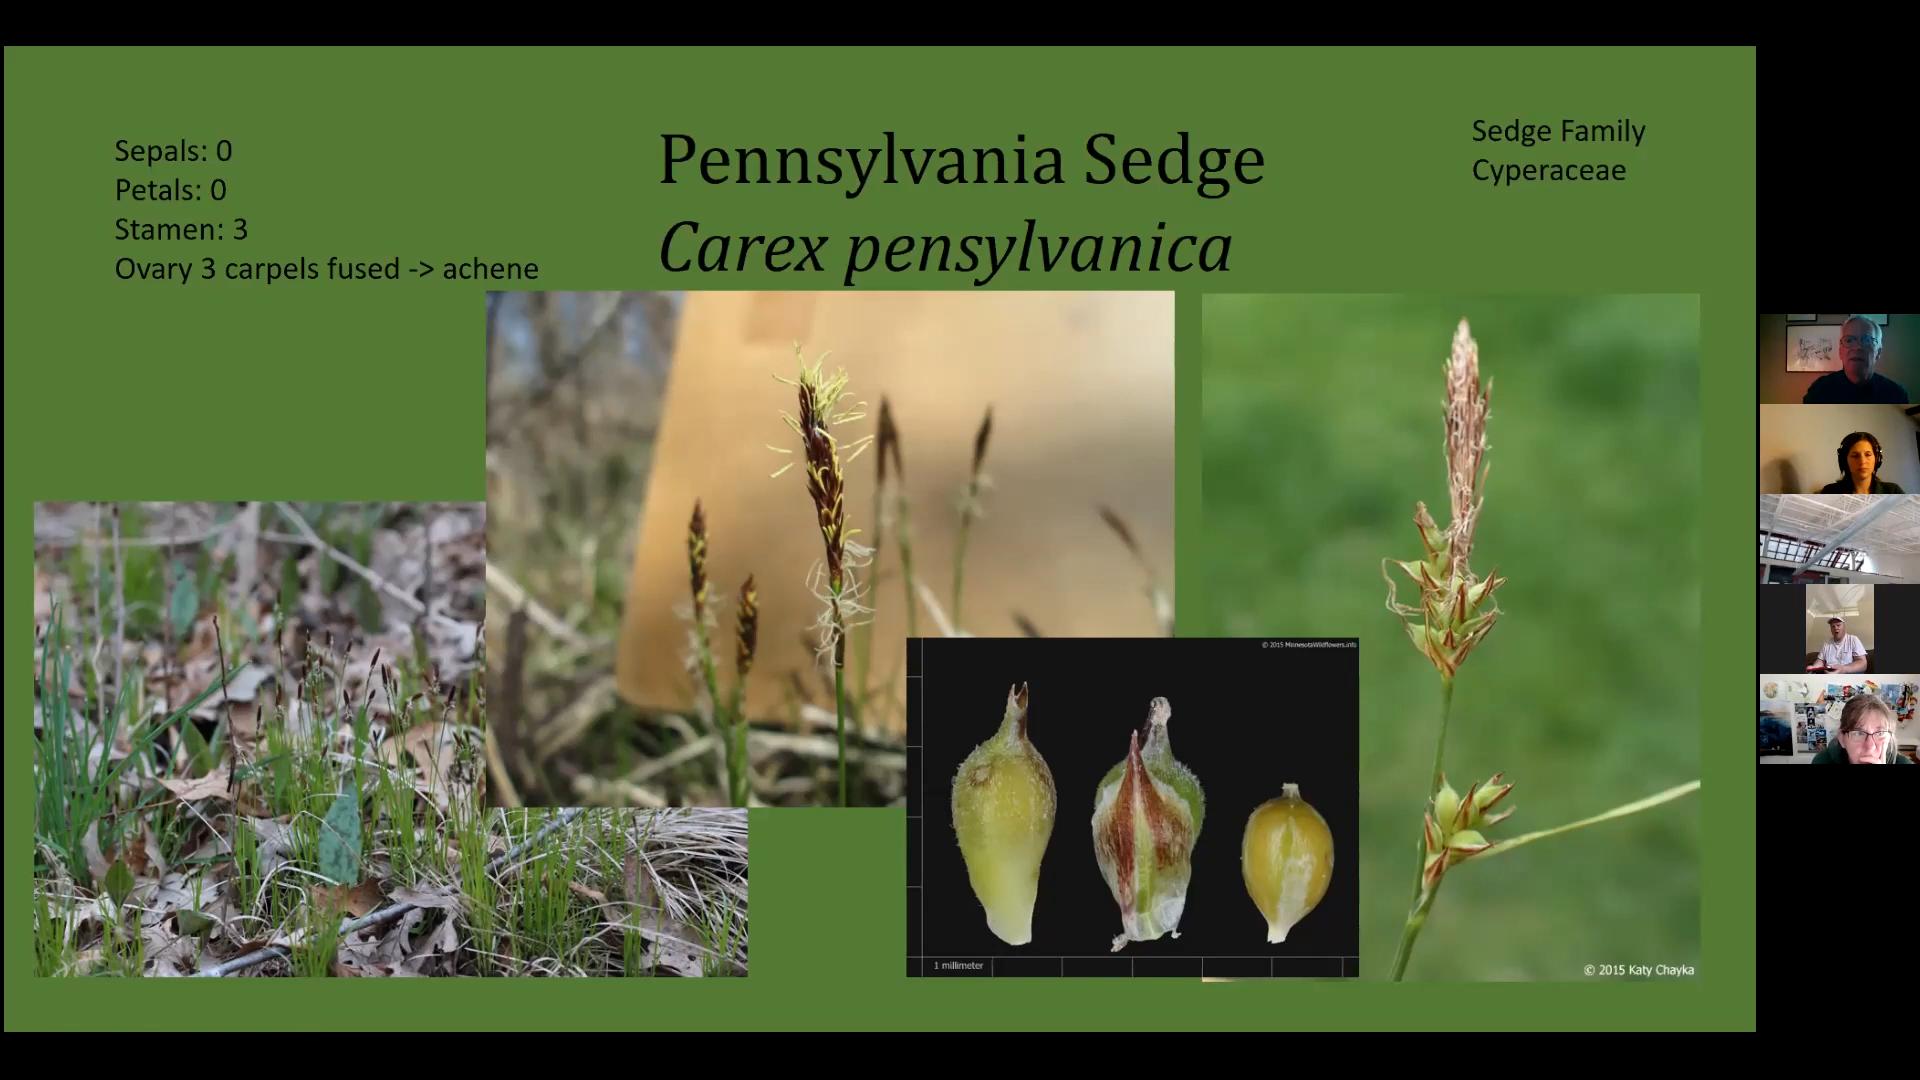 Sepals: 0
Petals: 0
Stamen: 3
Ovary 3 carpels fused -> achene
Pennsylvania Sedge
Carex pensylvanica
Sedge Family
Cyperaceae
© 2015 MinnesotaWildflowers.info
1 millimeter
© 2015 Katy Chayka